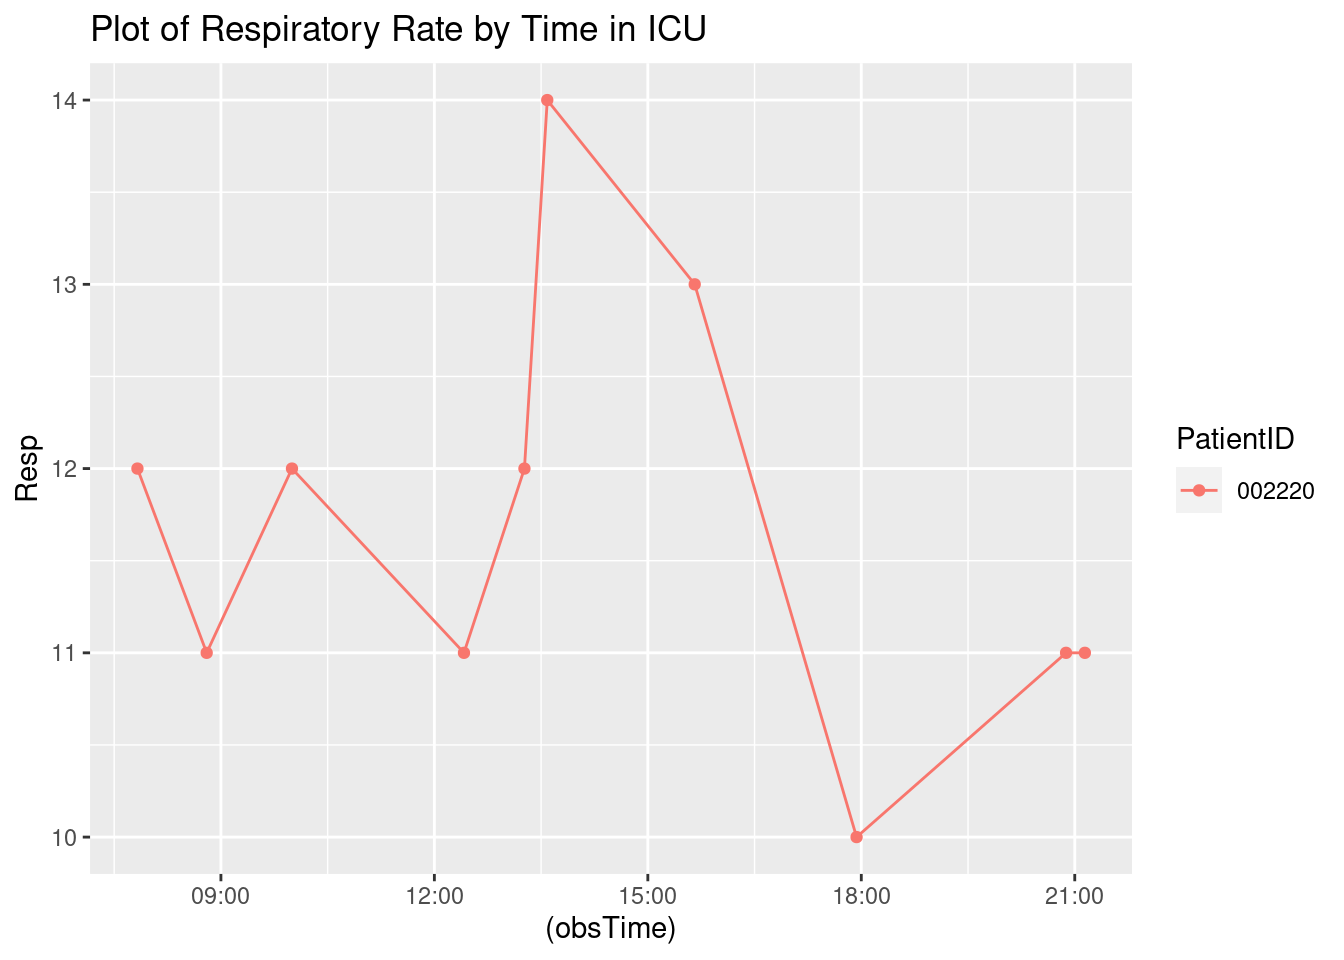 Plot of Respiratory Rate by Time in ICU
14
13
12
11
10
Resp
09:00 12:00 15:00 18:00 21:00
(obsTime)
PatientID
002220